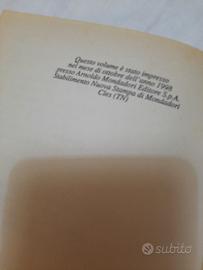 Questo volume è stato impresso
nel mese di ottobre dell'anno 1998
presso Arnoldo Mondadori Editore S.p.A.
Stabilimento Nuova Stampa di Mondadori
Cles (TN)
subito